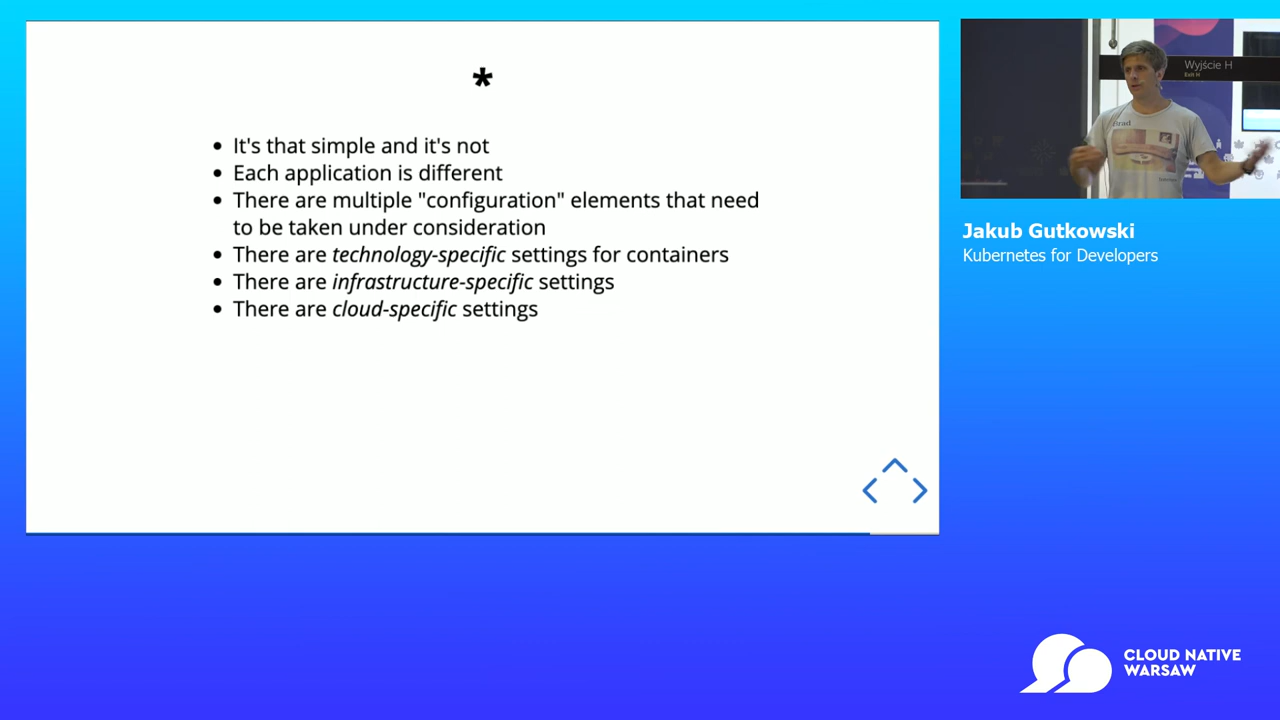 *
• It's that simple and it's not
• Each application is different
• There are multiple "configuration" elements that need
to be taken under consideration
• There are technology-specific settings for containers
• There are infrastructure-specific settings
• There are cloud-specific settings
Wyjście H
Exit H
Jakub Gutkowski
Kubernetes for Developers
CLOUD NATIVE
WARSAW